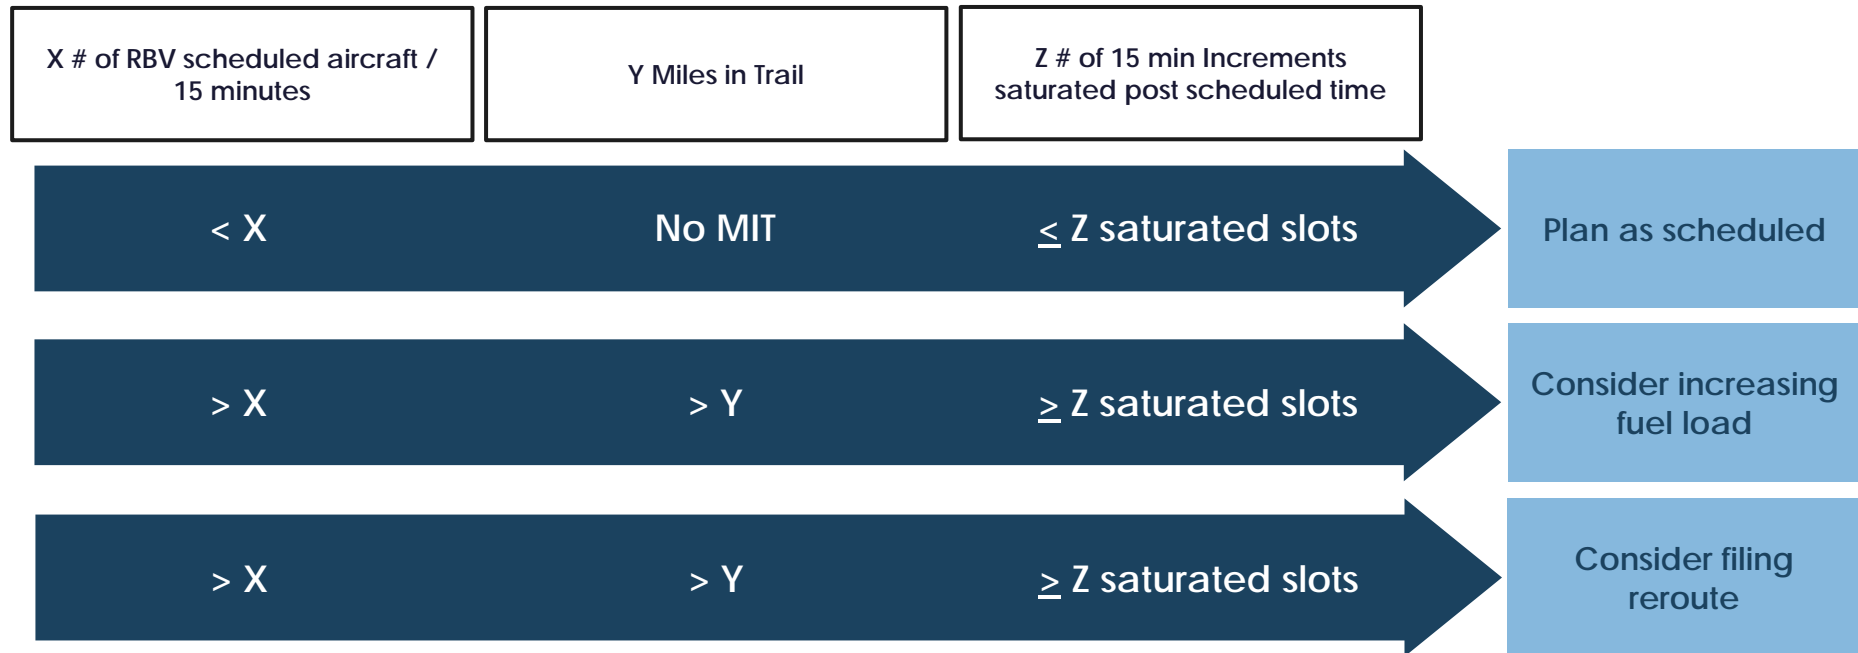 X # of RBV scheduled aircraft /
15 minutes
Y Miles in Trail
Z # of 15 min Increments
saturated post scheduled time
< X
No MIT
≤ Z saturated slots
Plan as scheduled
> X
> Y
≥ Z saturated slots
Consider increasing
fuel load
> X
> Y
≥ Z saturated slots
Consider filing
reroute